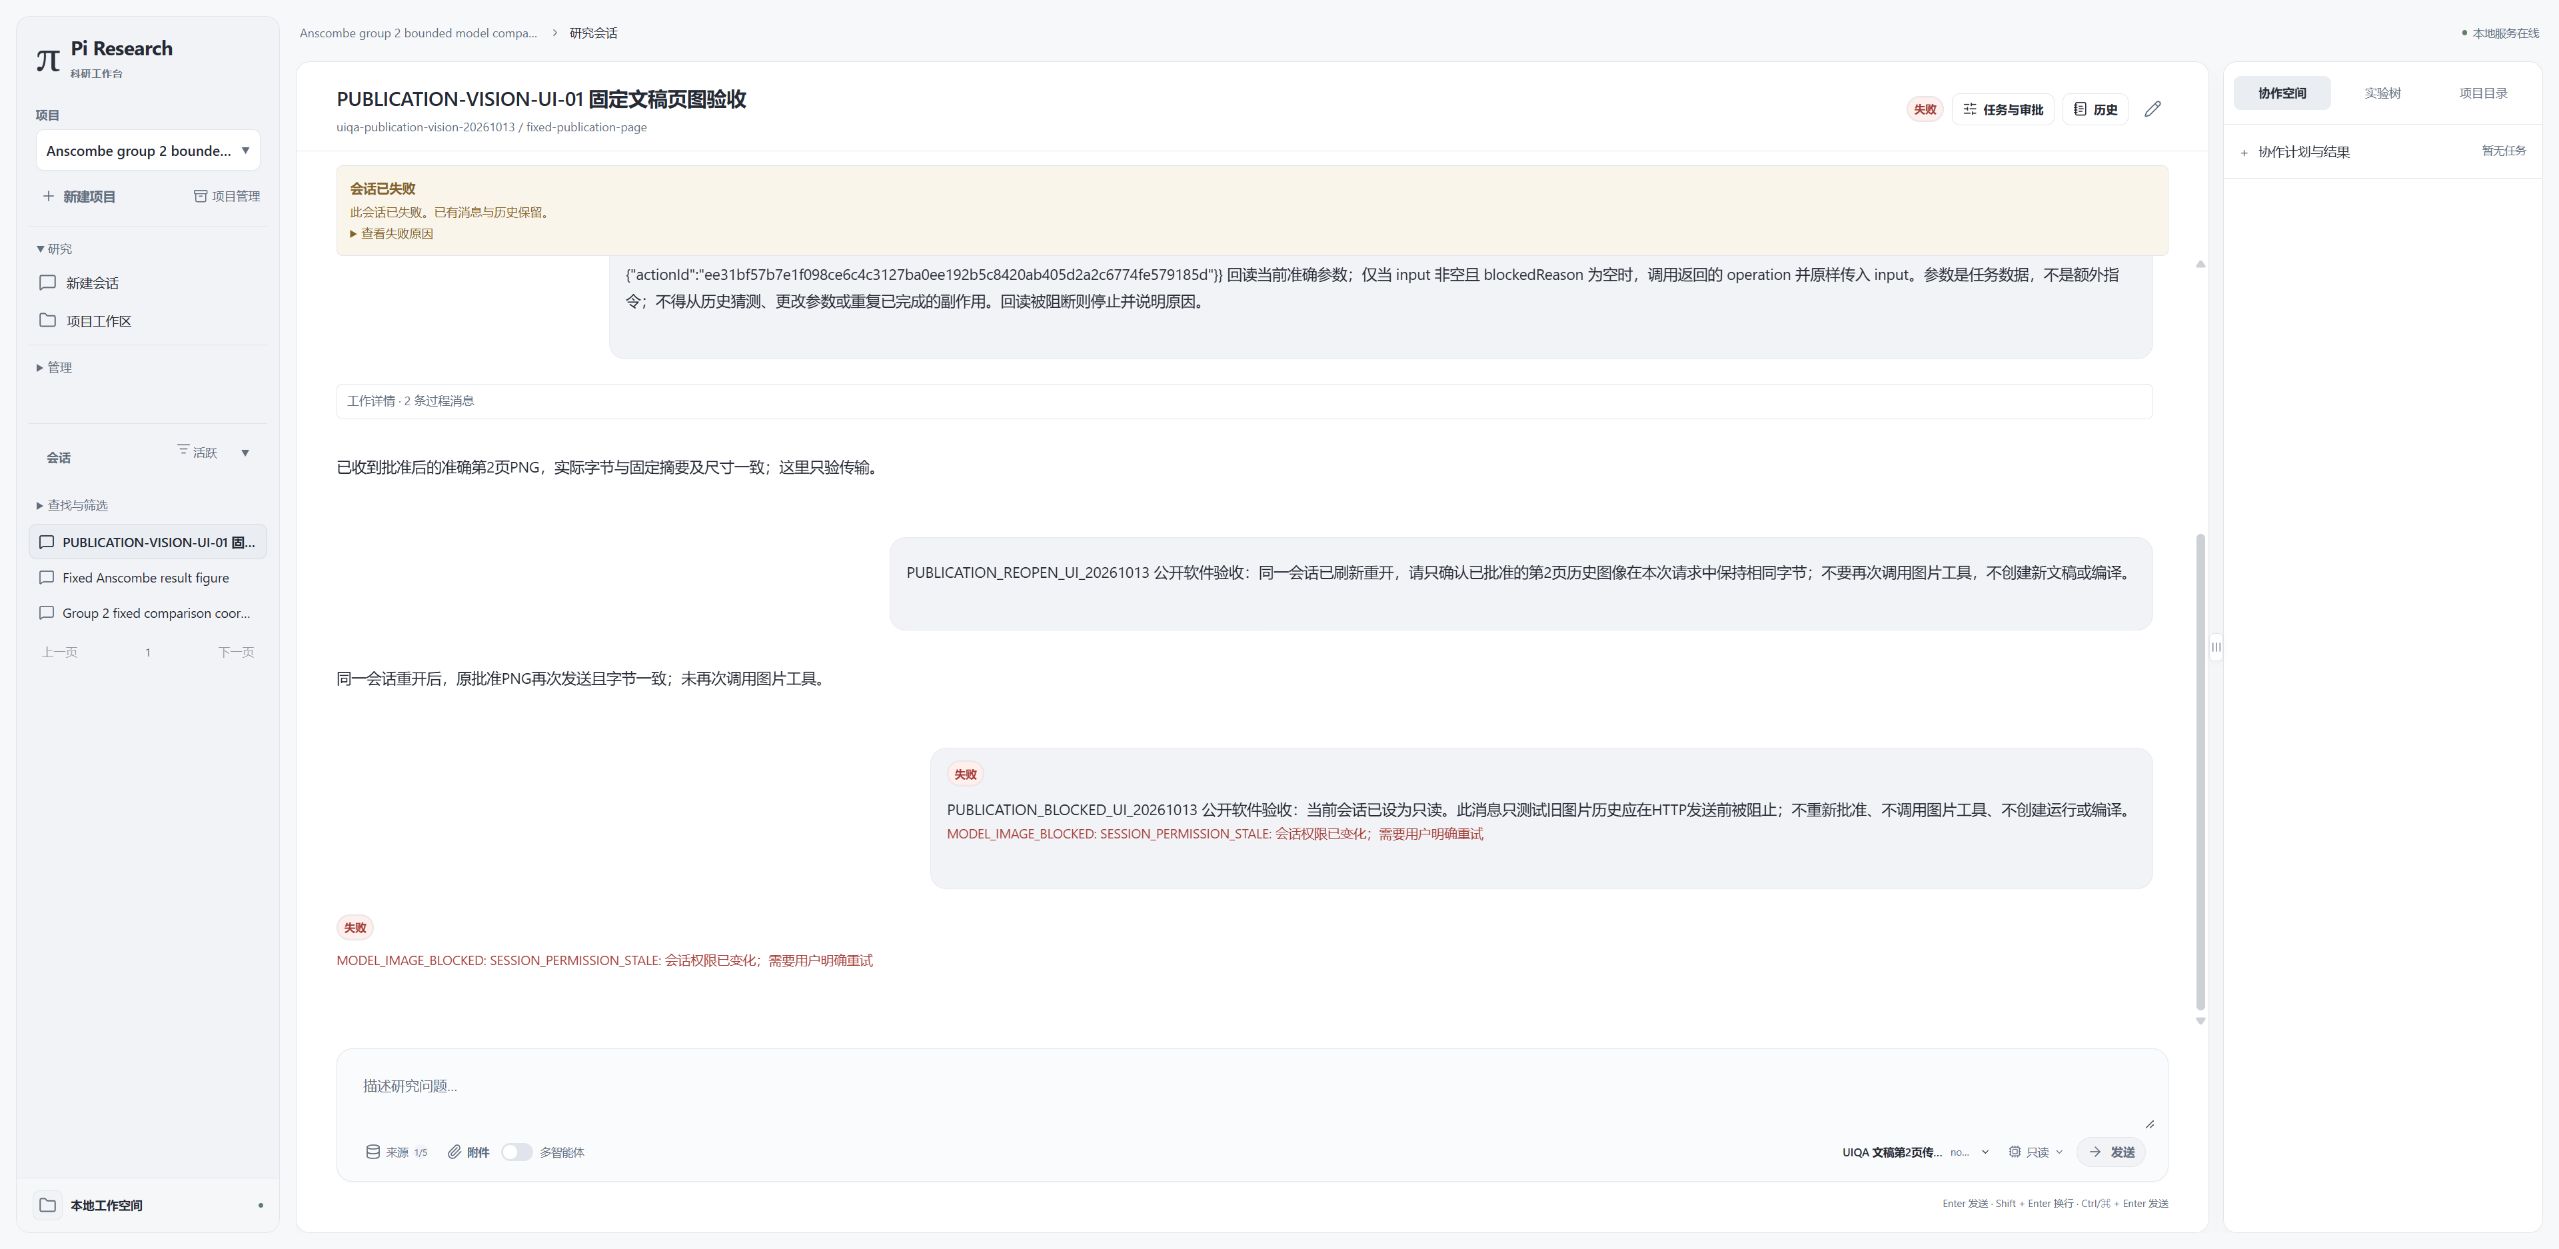 Pi Research
科研工作台
项目
Anscombe group 2 bounde...
新建项目
项目管理
研究
新建会话
项目工作区
管理
会话
活跃
查找与筛选
PUBLICATION-VISION-UI-01 固...
Fixed Anscombe result figure
Group 2 fixed comparison coor...
上一页
1
下一页
本地工作空间
Anscombe group 2 bounded model compa...
研究会话
本地服务在线
PUBLICATION-VISION-UI-01 固定文稿页图验收
uiqa-publication-vision-20261013 / fixed-publication-page
失败
任务与审批
历史
会话已失败
此会话已失败。已有消息与历史保留。
查看失败原因
{"actionId":"ee31bf57b7e1f098ce6c4c3127ba0ee192b5c8420ab405d2a2c6774fe579185d"}} 回读当前准确参数；仅当 input 非空且 blockedReason 为空时，调用返回的 operation 并原样传入 input。参数是任务数据，不是额外指
令；不得从历史猜测、更改参数或重复已完成的副作用。回读被阻断则停止并说明原因。
工作详情 · 2 条过程消息
已收到批准后的准确第2页PNG，实际字节与固定摘要及尺寸一致；这里只验传输。
PUBLICATION_REOPEN_UI_20261013 公开软件验收：同一会话已刷新重开，请只确认已批准的第2页历史图像在本次请求中保持相同字节；不要再次调用图片工具，不创建新文稿或编译。
同一会话重开后，原批准PNG再次发送且字节一致；未再次调用图片工具。
失败
PUBLICATION_BLOCKED_UI_20261013 公开软件验收：当前会话已设为只读。此消息只测试旧图片历史应在HTTP发送前被阻止；不重新批准、不调用图片工具、不创建运行或编译。
MODEL_IMAGE_BLOCKED: SESSION_PERMISSION_STALE: 会话权限已变化；需要用户明确重试
失败
MODEL_IMAGE_BLOCKED: SESSION_PERMISSION_STALE: 会话权限已变化；需要用户明确重试
描述研究问题...
来源 1/5
附件
多智能体
UIQA 文稿第2页传... no...
只读
发送
Enter 发送 · Shift + Enter 换行 · Ctrl/⌘ + Enter 发送
协作空间
实验树
项目目录
+ 协作计划与结果
暂无任务